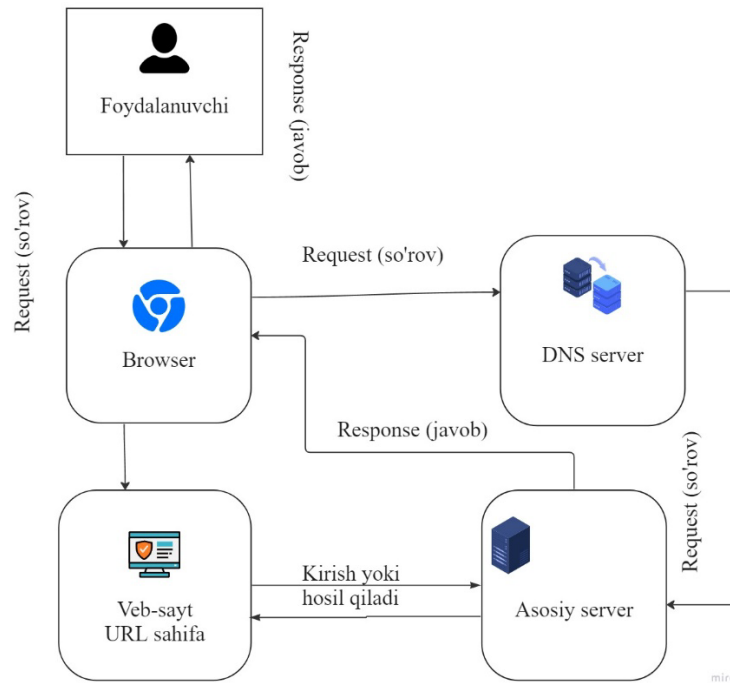 Foydalanuvchi
Response (javob)
Request (so'rov)
Request (so'rov)
Browser
DNS server
Response (javob)
Request (so'rov)
Veb-sayt
URL sahifa
Kirish yoki
hosil qiladi
Asosiy server